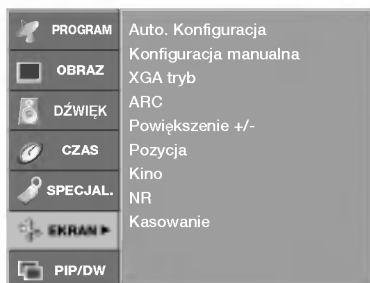 PROGRAM
OBRAZ
DŹWIĘK
CZAS
SPECJAL.
EKRAN
PIP/DW
Auto. Konfiguracja
Konfiguracja manualna
XGA tryb
ARC
Powiększenie +/-
Pozycja
Kino
NR
Kasowanie